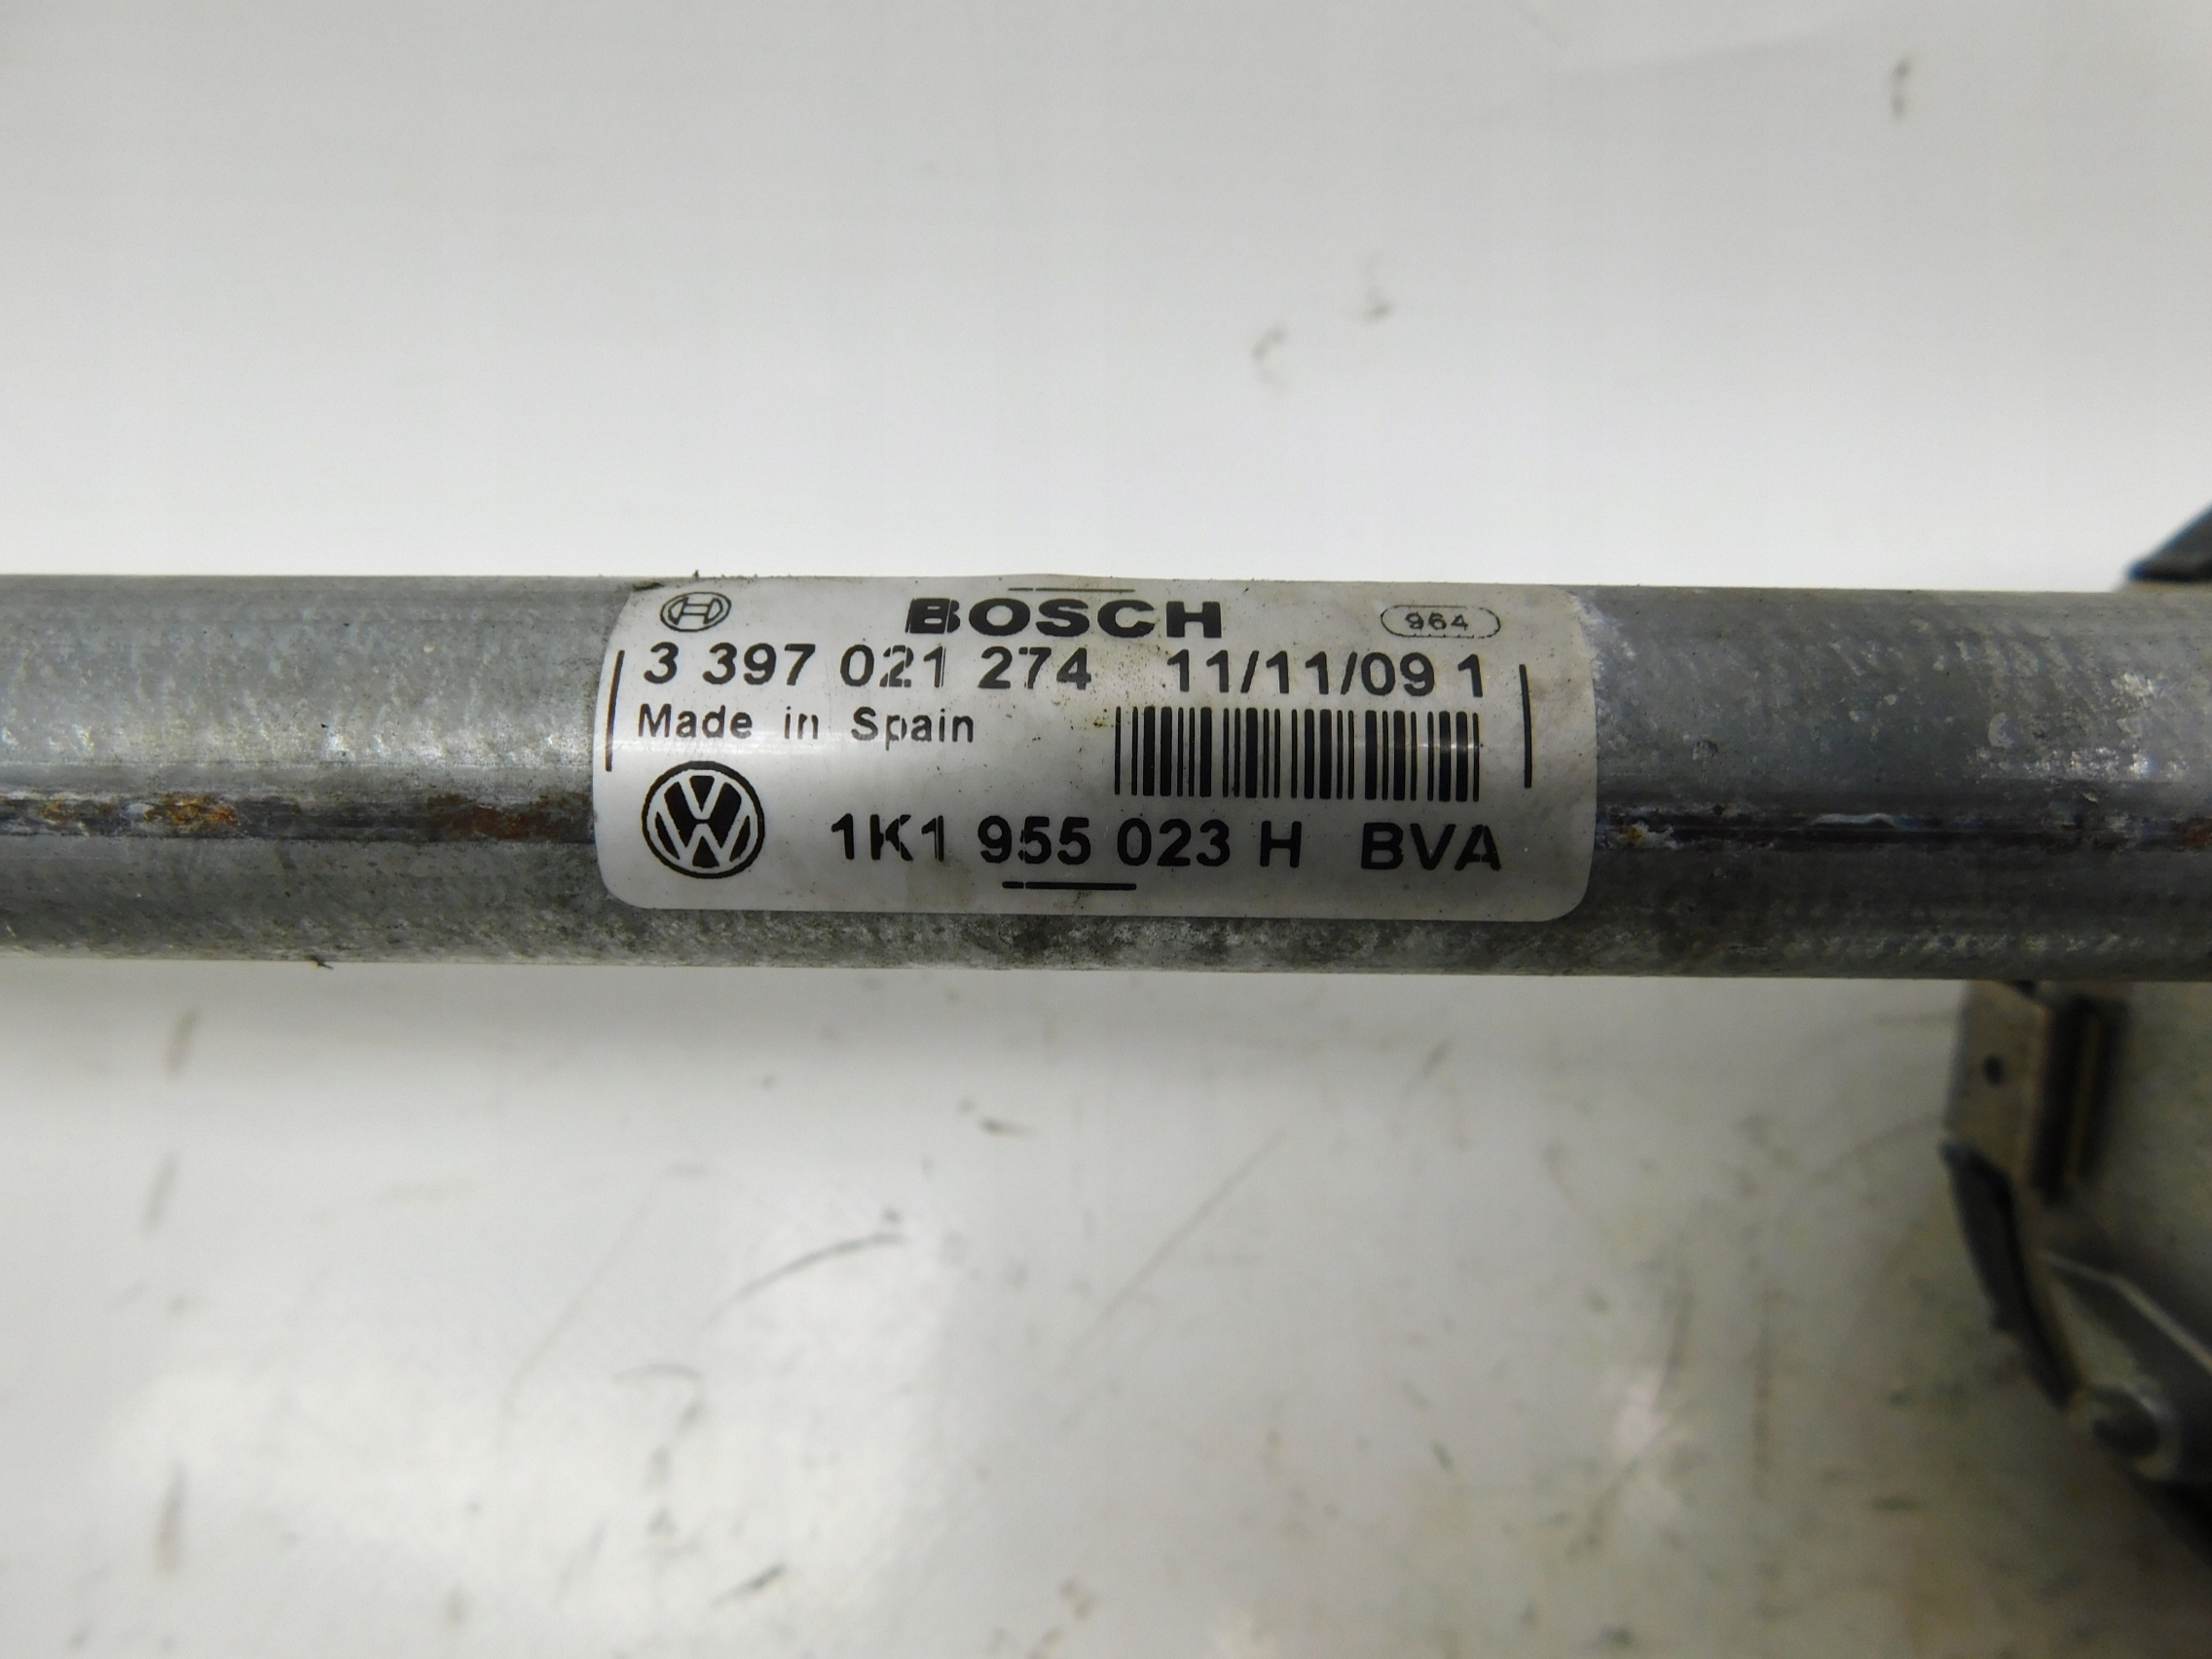 BOSCH 964
3 397 021 274 11/11/09 1
Made in Spain
1K1 955 023 H BVA